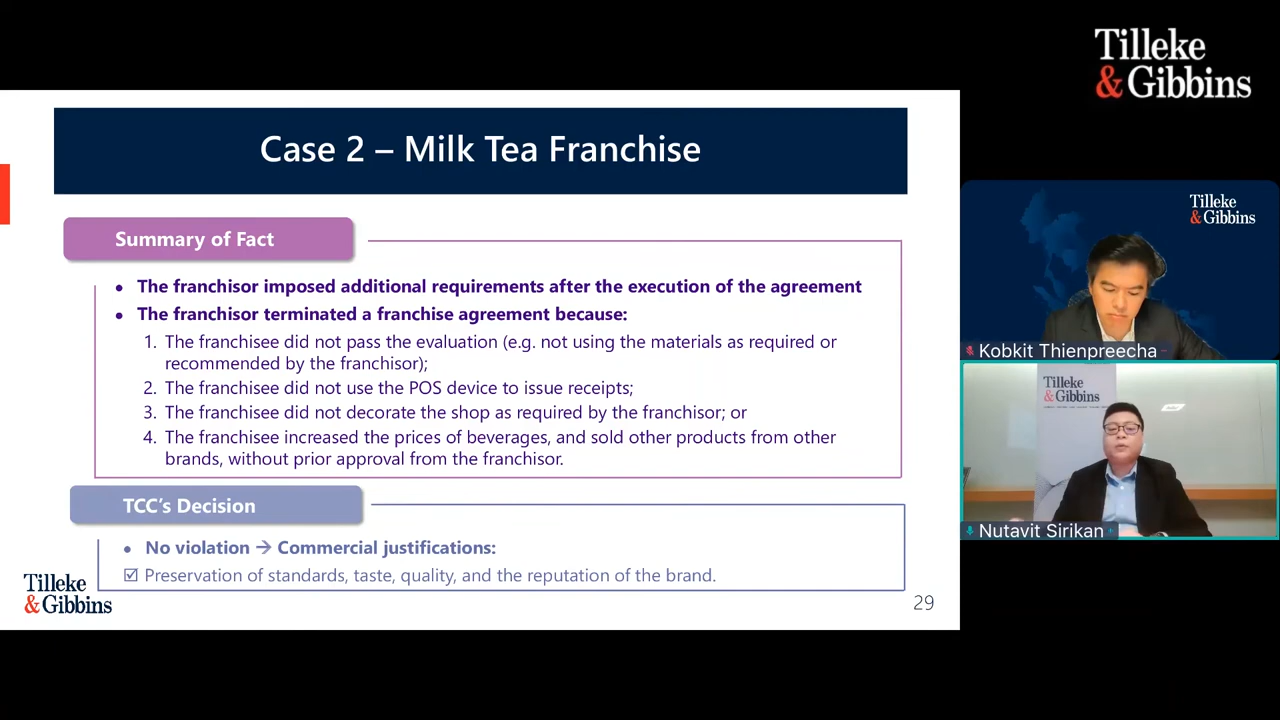 Tilleke
& Gibbins
Case 2 – Milk Tea Franchise
Summary of Fact
• The franchisor imposed additional requirements after the execution of the agreement
• The franchisor terminated a franchise agreement because:
1. The franchisee did not pass the evaluation (e.g. not using the materials as required or
recommended by the franchisor);
2. The franchisee did not use the POS device to issue receipts;
3. The franchisee did not decorate the shop as required by the franchisor; or
4. The franchisee increased the prices of beverages, and sold other products from other
brands, without prior approval from the franchisor.
TCC's Decision
• No violation → Commercial justifications:
☑ Preservation of standards, taste, quality, and the reputation of the brand.
Tilleke
& Gibbins
29
Tilleke
& Gibbins
Kobkit Thienpreecha
Tilleke
& Gibbins
Nutavit Sirikan